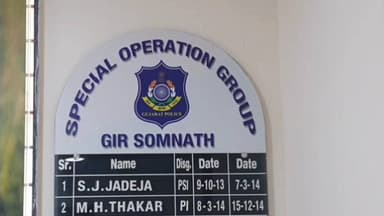 SPECIAL OPERATION GROUP
GUJARAT POLICE
GIR SOMNATH
Sr. Name Disg. Date Date
1 S.J.JADEJA PSI 9-10-13 7-3-14
2 M.H.THAKAR PI 8-3-14 15-12-14